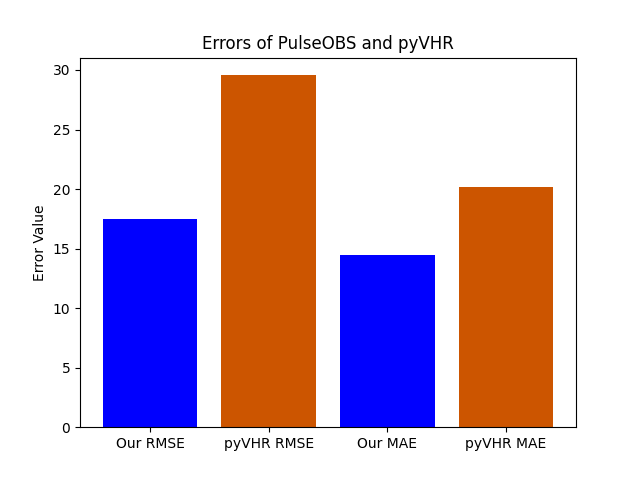 Errors of PulseOBS and pyVHR
Error Value
30
25
20
15
10
5
0
Our RMSE
pyVHR RMSE
Our MAE
pyVHR MAE